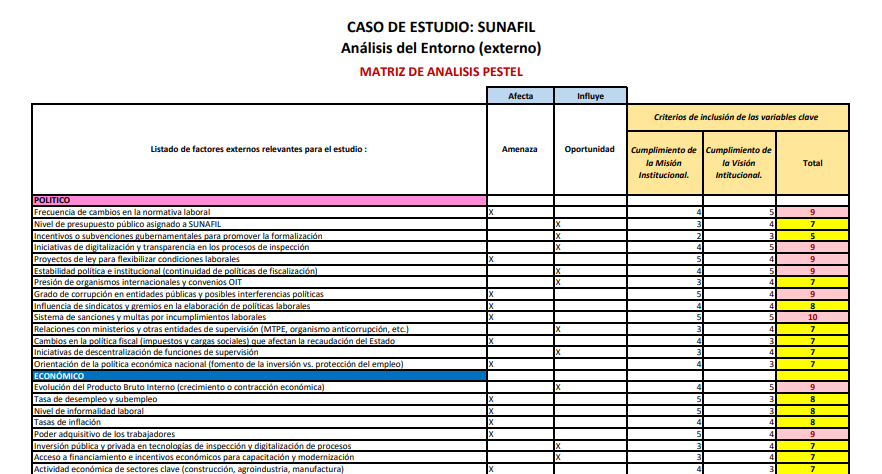 CASO DE ESTUDIO: SUNAFIL
Análisis del Entorno (externo)
MATRIZ DE ANALISIS PESTEL
Afecta Influye
Criterios de inclusión de las variables clave
Listado de factores externos relevantes para el estudio : Amenaza Oportunidad
Cumplimiento de la Misión Institucional. Cumplimiento de la Visión Intitucional. Total
POLITICO
Frecuencia de cambios en la normativa laboral X 4 5 9
Nivel de presupuesto público asignado a SUNAFIL X 3 4 7
Incentivos o subvenciones gubernamentales para promover la formalización X 2 3 5
Iniciativas de digitalización y transparencia en los procesos de inspección X 4 5 9
Proyectos de ley para flexibilizar condiciones laborales X 5 4 9
Estabilidad política e institucional (continuidad de políticas de fiscalización) X 4 5 9
Presión de organismos internacionales y convenios OIT X 3 4 7
Grado de corrupción en entidades públicas y posibles interferencias políticas X 5 4 9
Influencia de sindicatos y gremios en la elaboración de políticas laborales X 4 4 8
Sistema de sanciones y multas por incumplimientos laborales X 5 5 10
Relaciones con ministerios y otras entidades de supervisión (MTPE, organismo anticorrupción, etc.) X 3 4 7
Cambios en la política fiscal (impuestos y cargas sociales) que afectan la recaudación del Estado X 4 3 7
Iniciativas de descentralización de funciones de supervisión X 3 4 7
Orientación de la política económica nacional (fomento de la inversión vs. protección del empleo) X 4 3 7
ECONÓMICO
Evolución del Producto Bruto Interno (crecimiento o contracción económica) X 4 5 9
Tasa de desempleo y subempleo X 5 3 8
Nivel de informalidad laboral X 5 3 8
Tasas de inflación X 4 4 8
Poder adquisitivo de los trabajadores X 5 4 9
Inversión pública y privada en tecnologías de inspección y digitalización de procesos X 3 4 7
Acceso a financiamiento e incentivos económicos para capacitación y modernización X 3 4 7
Actividad económica de sectores clave (construcción, agroindustria, manufactura) X 4 3 7